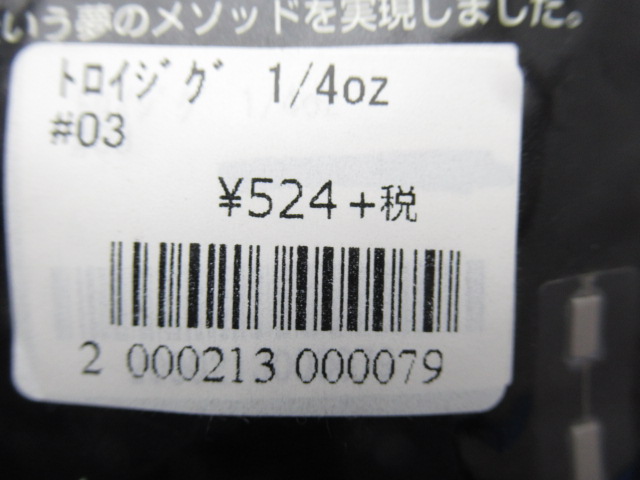 いう夢のメソッドを実現しました。
ﾄﾛｲｼﾞｸﾞ 1/4oz
#03
¥524+税
2 000213 000079